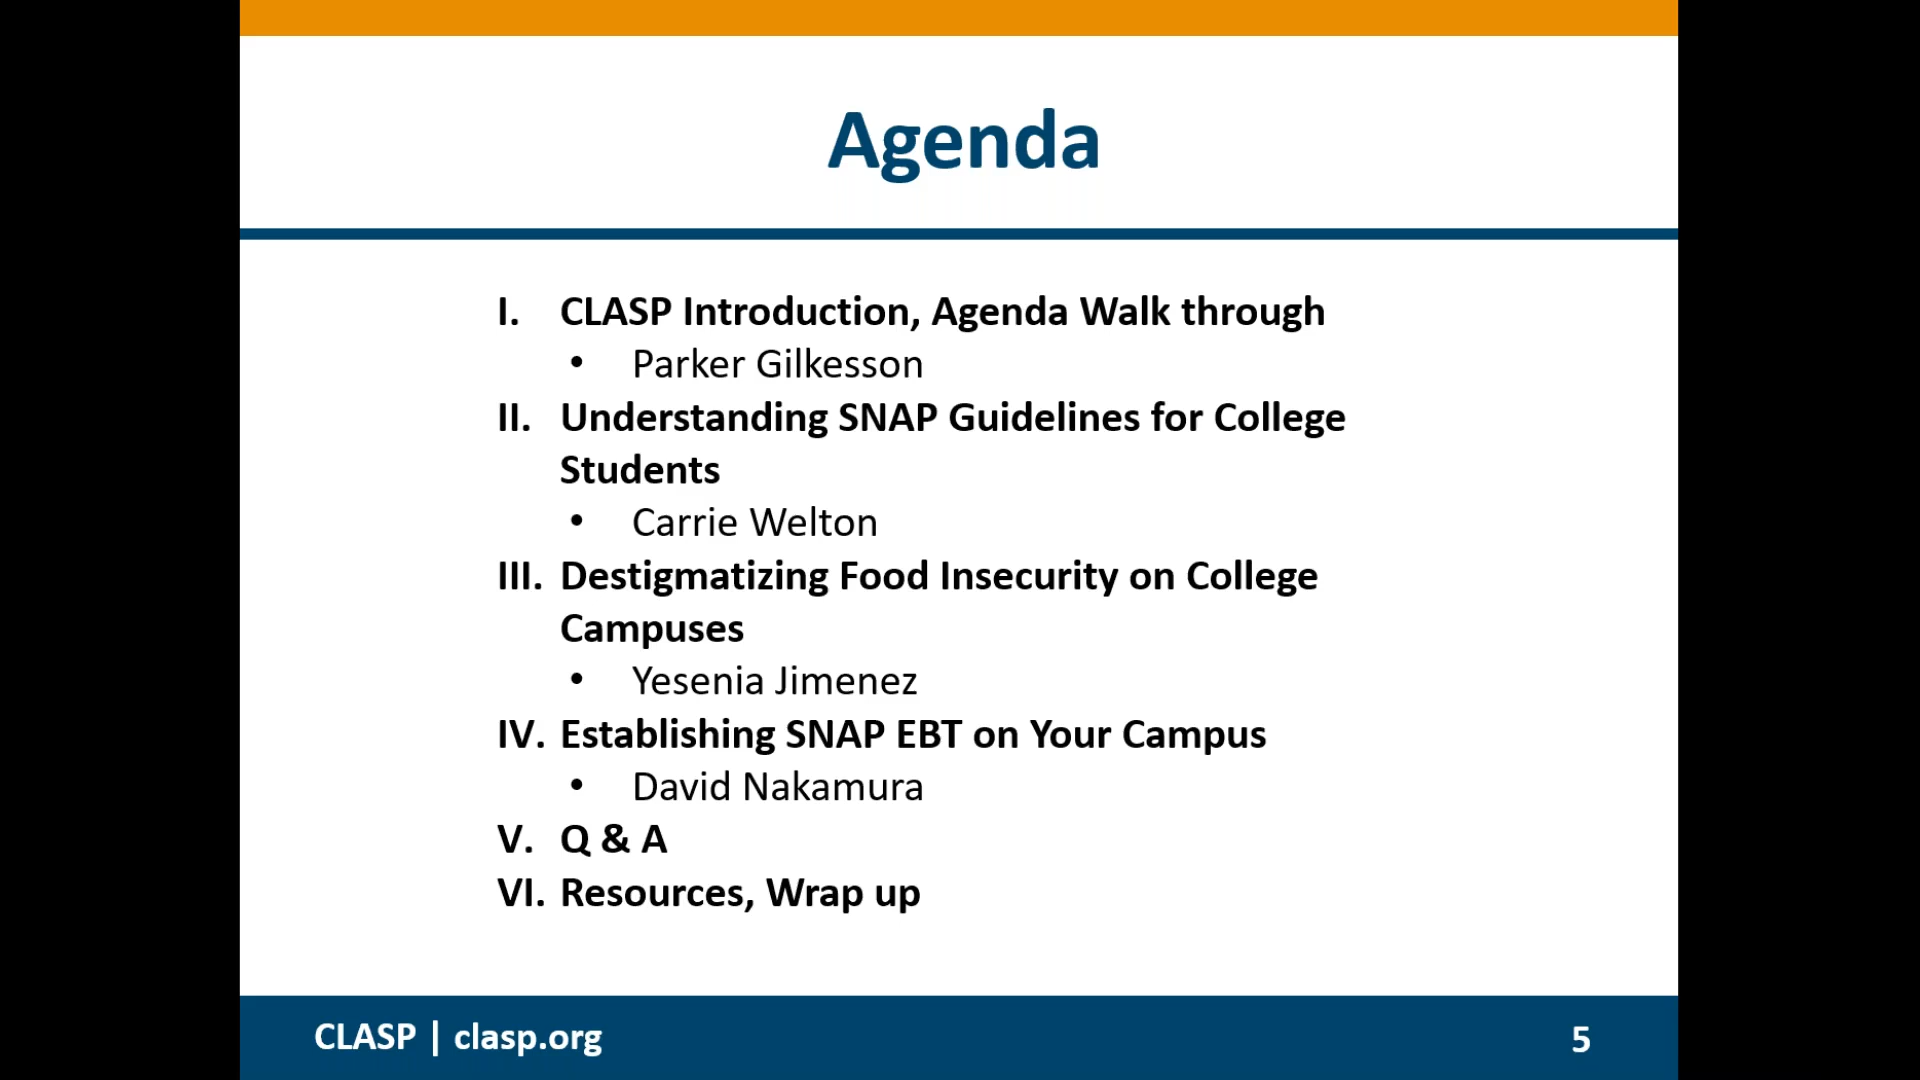 Agenda
I. CLASP Introduction, Agenda Walk through
• Parker Gilkesson
II. Understanding SNAP Guidelines for College
Students
• Carrie Welton
III. Destigmatizing Food Insecurity on College
Campuses
• Yesenia Jimenez
IV. Establishing SNAP EBT on Your Campus
• David Nakamura
V. Q & A
VI. Resources, Wrap up
CLASP | clasp.org
5